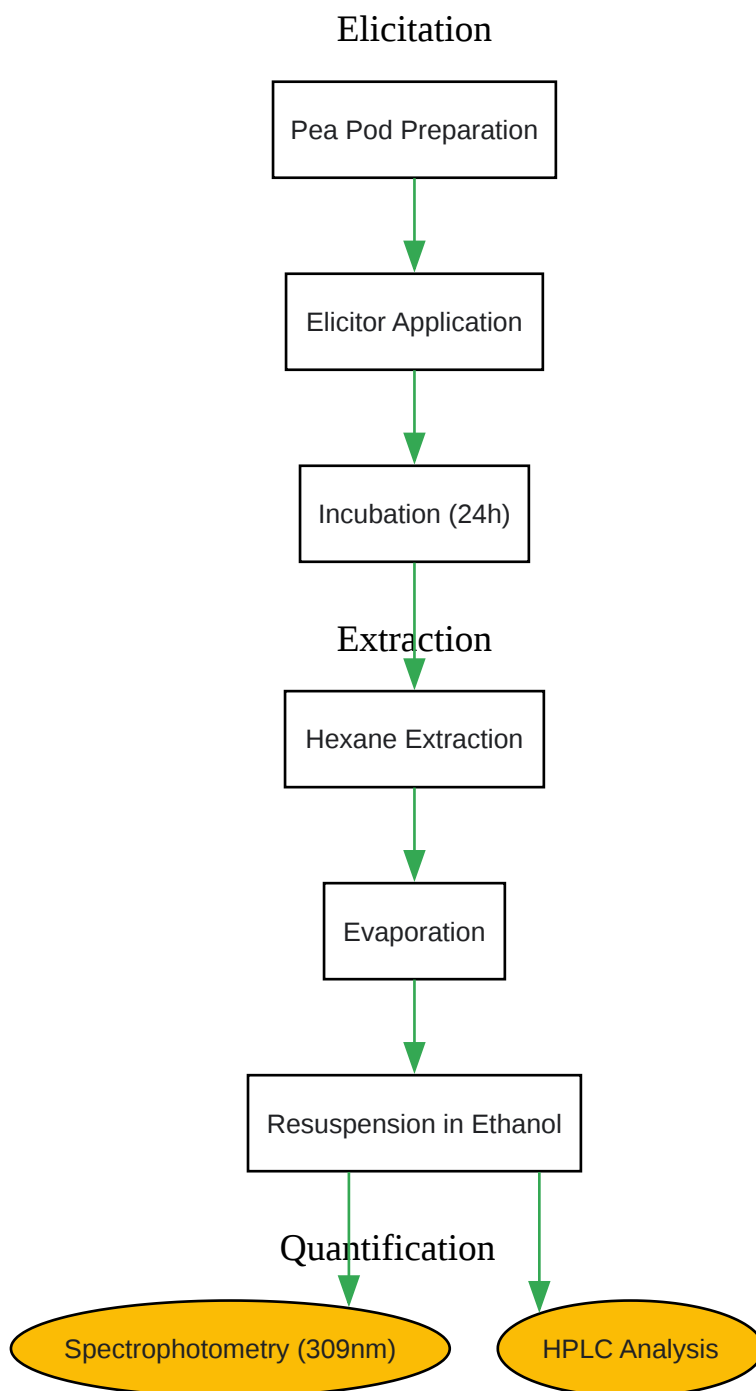 Elicitation
Pea Pod Preparation
Elicitor Application
Incubation (24h)
Extraction
Hexane Extraction
Evaporation
Resuspension in Ethanol
Quantification
Spectrophotometry (309nm)
HPLC Analysis